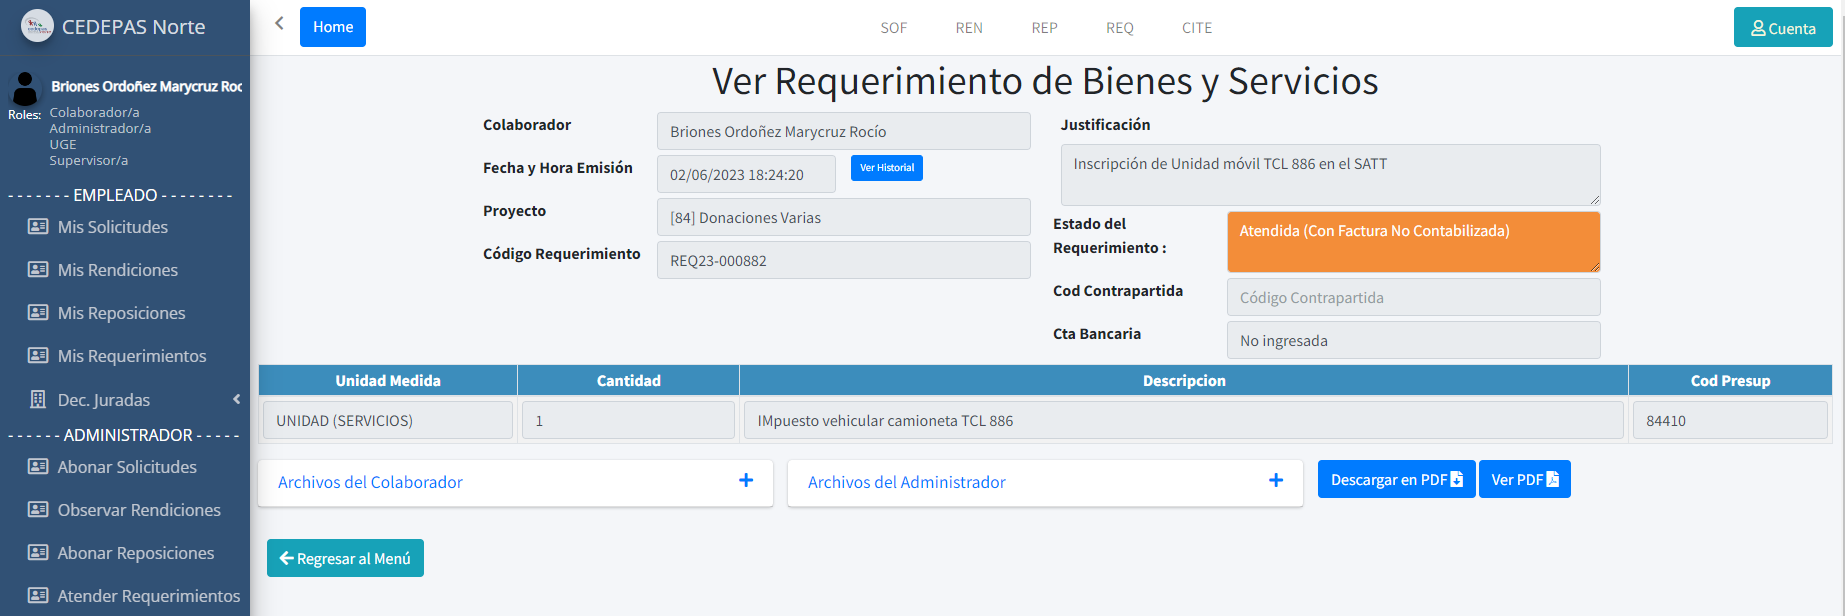 CEDEPAS Norte
Home
SOF
REN
REP
REQ
CITE
Cuenta
Briones Ordoñez Marycruz Roc
Roles:
Colaborador/a
Administrador/a
UGE
Supervisor/a
- - - - - - - EMPLEADO - - - - - - - -
Mis Solicitudes
Mis Rendiciones
Mis Reposiciones
Mis Requerimientos
Dec. Juradas
- - - - - - ADMINISTRADOR - - - - -
Abonar Solicitudes
Observar Rendiciones
Abonar Reposiciones
Atender Requerimientos
Ver Requerimiento de Bienes y Servicios
Colaborador
Briones Ordoñez Marycruz Rocío
Fecha y Hora Emisión
02/06/2023 18:24:20
Ver Historial
Proyecto
[84] Donaciones Varias
Código Requerimiento
REQ23-000882
Justificación
Inscripción de Unidad móvil TCL 886 en el SATT
Estado del
Requerimiento :
Atendida (Con Factura No Contabilizada)
Cod Contrapartida
Código Contrapartida
Cta Bancaria
No ingresada
Unidad Medida
Cantidad
Descripcion
Cod Presup
UNIDAD (SERVICIOS)
1
IMpuesto vehicular camioneta TCL 886
84410
Archivos del Colaborador
Archivos del Administrador
Descargar en PDF
Ver PDF
Regresar al Menú